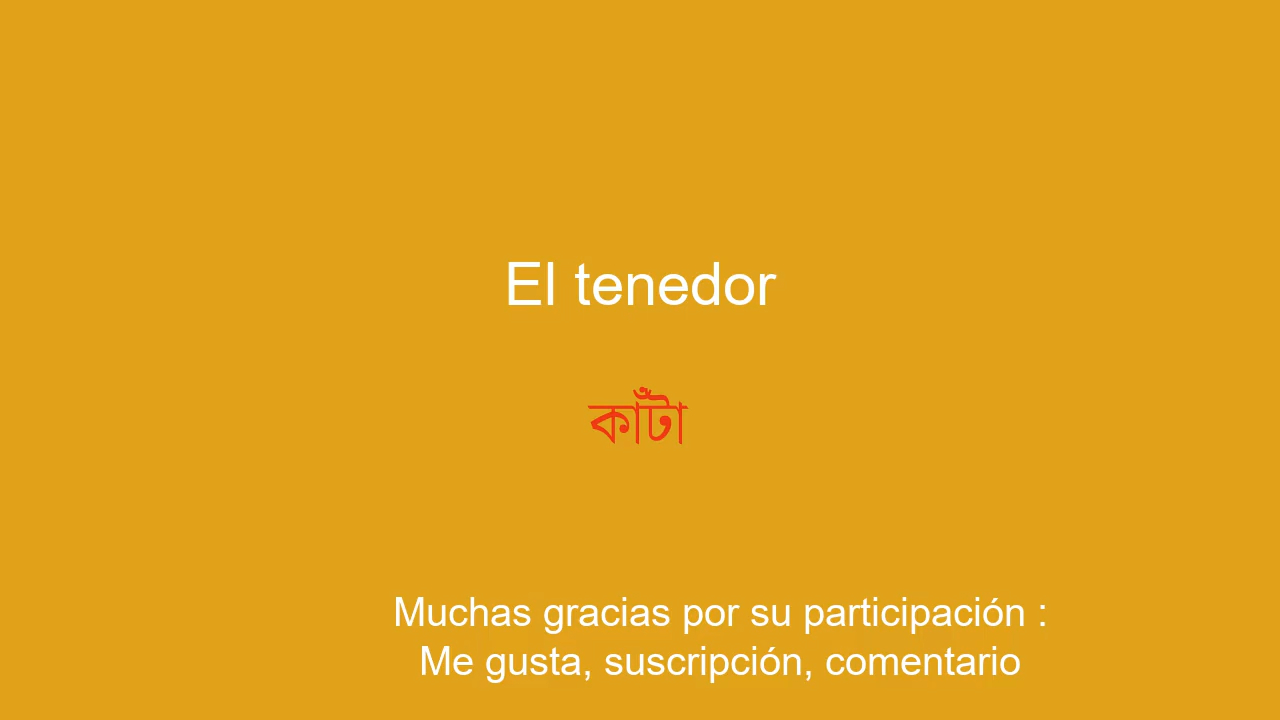 El tenedor
কাঁটা
Muchas gracias por su participación :
Me gusta, suscripción, comentario